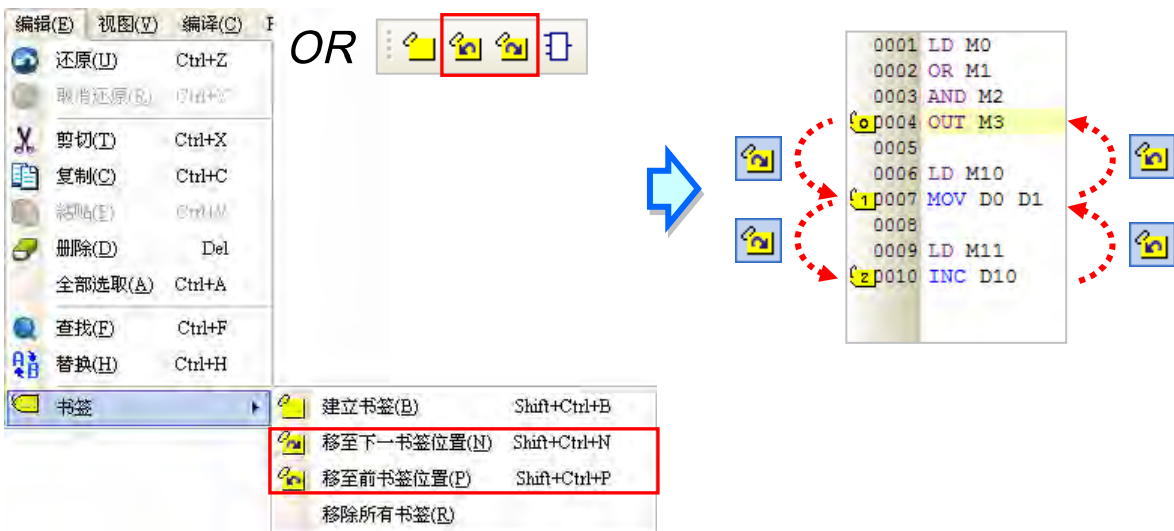 编辑(E) 视图(V) 编译(C)
还原(U) Ctrl+Z
取消还原(R)
剪切(T) Ctrl+X
复制(C) Ctrl+C
粘贴(E)
删除(D) Del
全部选取(A) Ctrl+A
查找(F) Ctrl+F
替换(H) Ctrl+H
书签
建立书签(B) Shift+Ctrl+B
移至下一书签位置(N) Shift+Ctrl+N
移至前书签位置(P) Shift+Ctrl+P
移除所有书签(R)
OR
0001 LD M0
0002 OR M1
0003 AND M2
0 0004 OUT M3
0005
0006 LD M10
1 0007 MOV D0 D1
0008
0009 LD M11
2 0010 INC D10